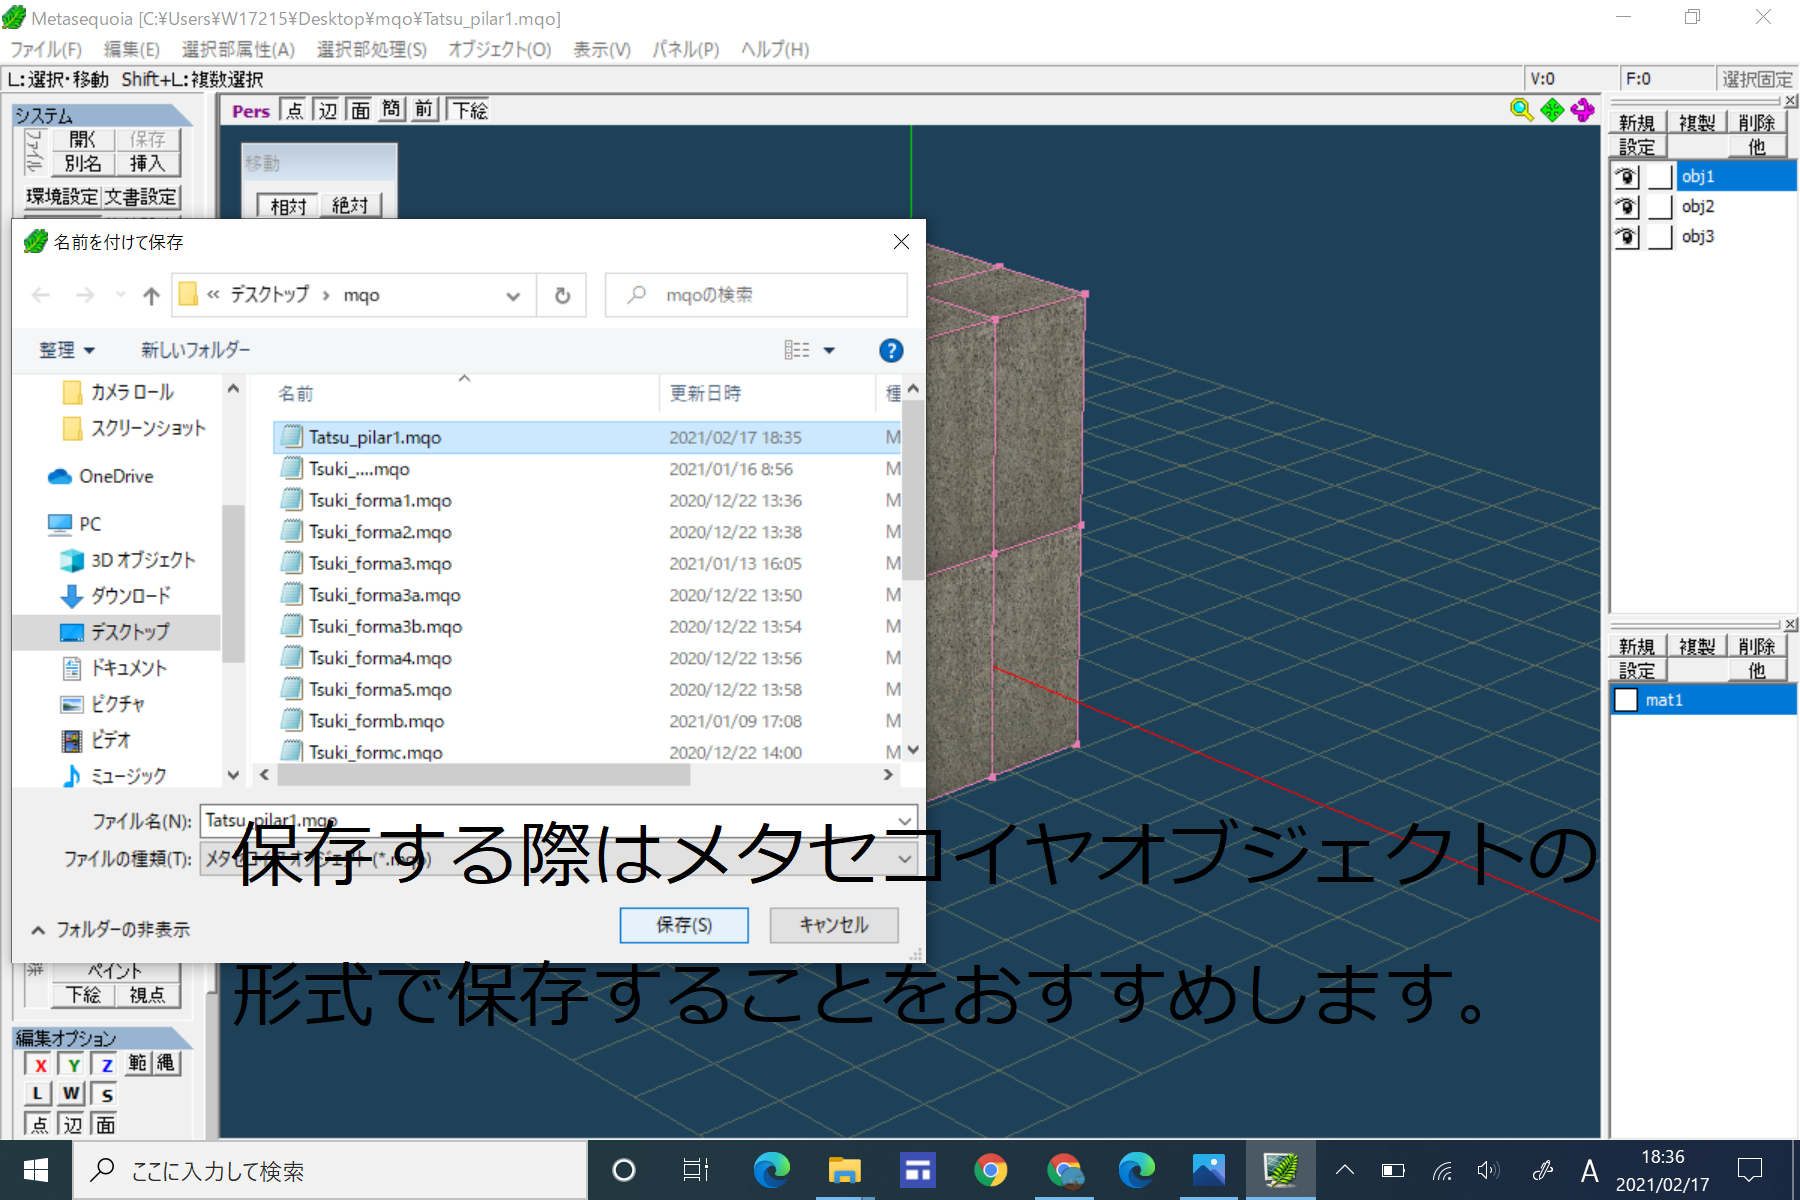 Metasequoia [C:¥Users¥W17215¥Desktop¥mqo¥Tatsu_pilar1.mqo]
ファイル(F) 編集(E) 選択部属性(A) 選択部処理(S) オブジェクト(O) 表示(V) パネル(P) ヘルプ(H)
L:選択・移動 Shift+L:複数選択 V:0 F:0 選択固定
システム
ファイル 開く 保存
別名 挿入
環境設定 文書設定
Pers 点 辺 面 簡 前 下絵
移動
相対 絶対
新規 複製 削除
設定 他
obj1
obj2
obj3
名前を付けて保存
« デスクトップ › mqo
mqoの検索
整理 新しいフォルダー
カメラ ロール
スクリーンショット
OneDrive
PC
3D オブジェクト
ダウンロード
デスクトップ
ドキュメント
ピクチャ
ビデオ
ミュージック
名前 更新日時 種
Tatsu_pilar1.mqo 2021/02/17 18:35 M
Tsuki_....mqo 2021/01/16 8:56 M
Tsuki_forma1.mqo 2020/12/22 13:36 M
Tsuki_forma2.mqo 2020/12/22 13:38 M
Tsuki_forma3.mqo 2021/01/13 16:05 M
Tsuki_forma3a.mqo 2020/12/22 13:50 M
Tsuki_forma3b.mqo 2020/12/22 13:54 M
Tsuki_forma4.mqo 2020/12/22 13:56 M
Tsuki_forma5.mqo 2020/12/22 13:58 M
Tsuki_formb.mqo 2021/01/09 17:08 M
Tsuki_formc.mqo 2020/12/22 14:00 M
ファイル名(N): Tatsu_pilar1.mqo
ファイルの種類(T): メタセコイア オブジェクト (*.mqo)
フォルダーの非表示 保存(S) キャンセル
保存する際はメタセコイヤオブジェクトの
形式で保存することをおすすめします。
新規 複製 削除
設定 他
mat1
ペイント
下絵 視点
編集オプション
X Y Z 範 縄
L W S
点 辺 面
ここに入力して検索
A
18:36
2021/02/17